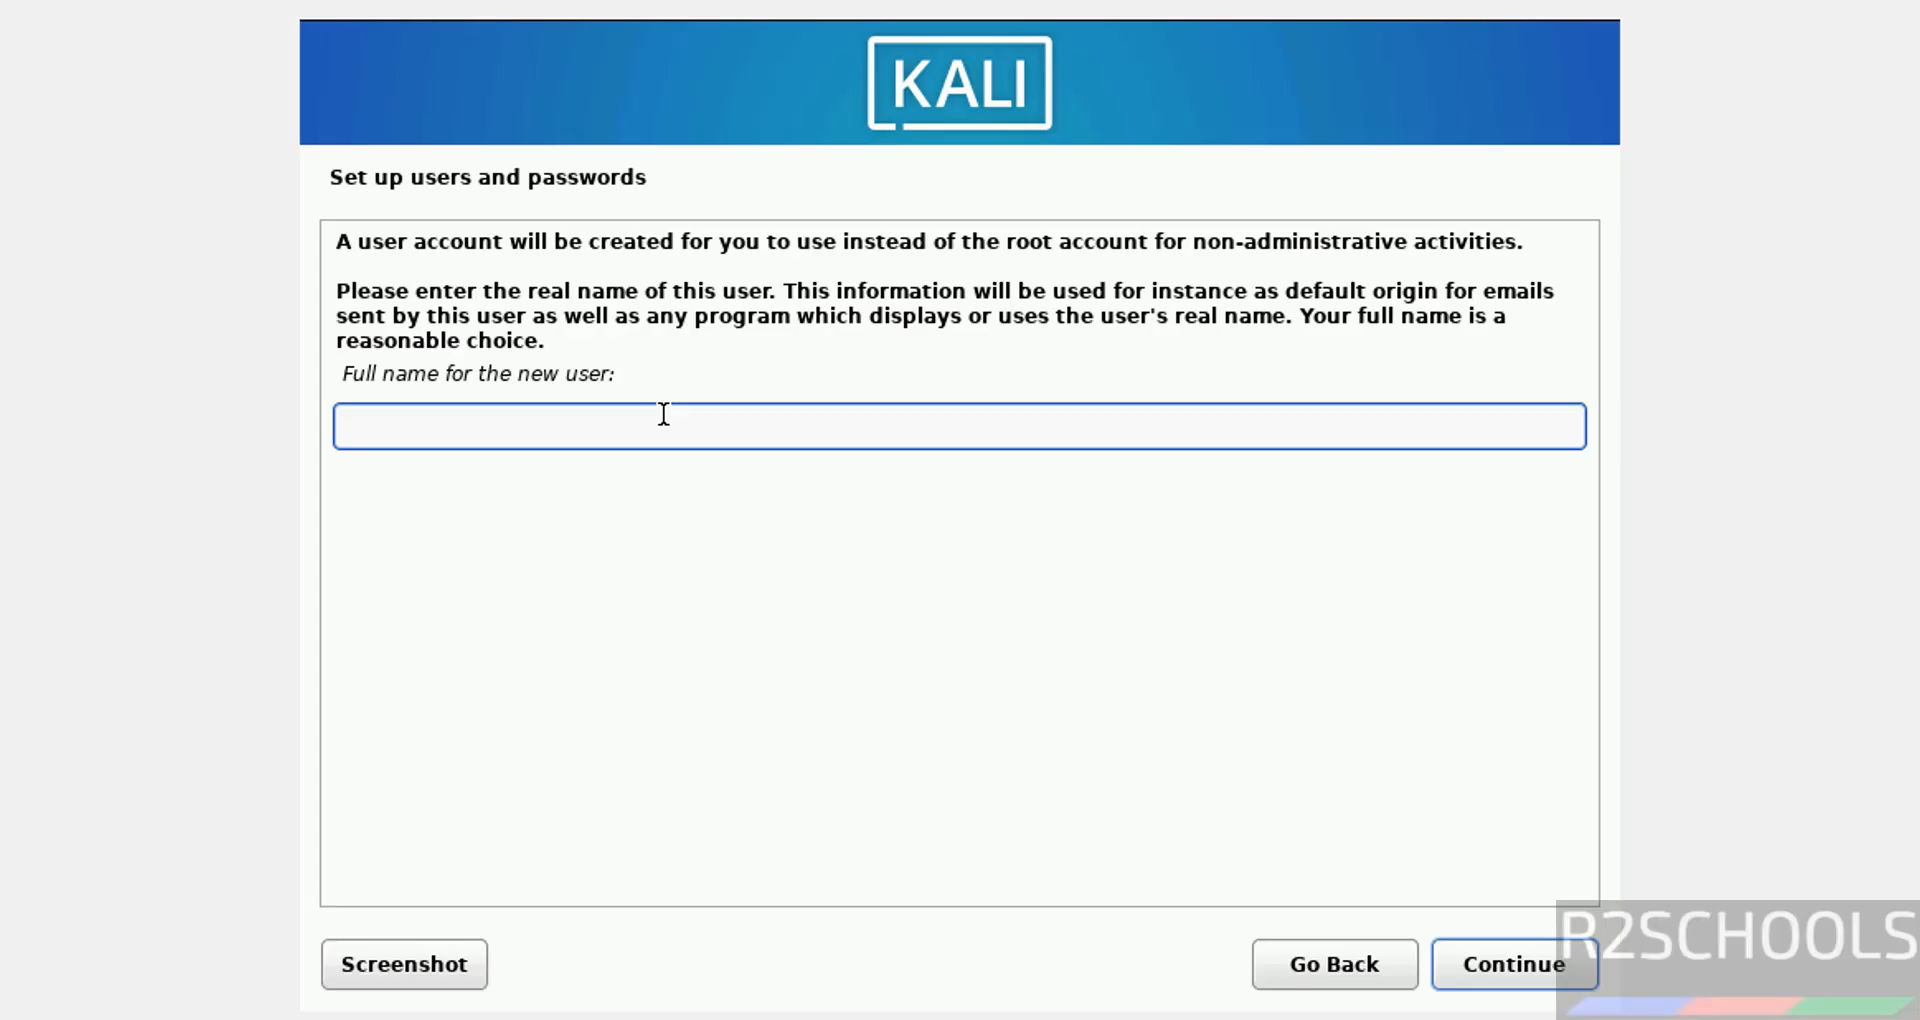 KALI
Set up users and passwords
A user account will be created for you to use instead of the root account for non-administrative activities.
Please enter the real name of this user. This information will be used for instance as default origin for emails
sent by this user as well as any program which displays or uses the user's real name. Your full name is a
reasonable choice.
Full name for the new user:
Screenshot
Go Back
Continue
R2SCHOOLS